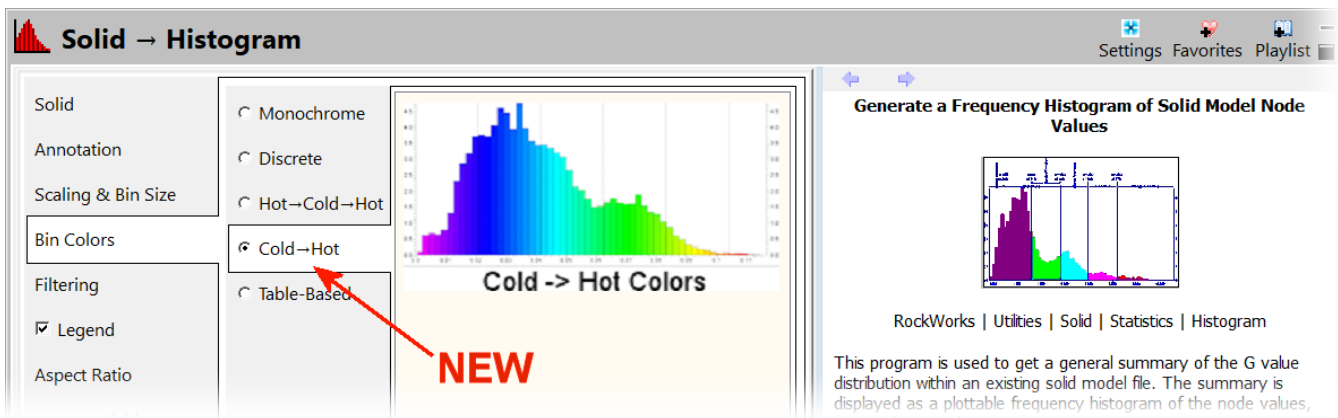 Solid → Histogram
Settings Favorites Playlist
Solid
Annotation
Scaling & Bin Size
Bin Colors
Filtering
Legend
Aspect Ratio
Monochrome
Discrete
Hot→Cold→Hot
Cold→Hot
Table-Based
Cold -> Hot Colors
NEW
Generate a Frequency Histogram of Solid Model Node
Values
RockWorks | Utilities | Solid | Statistics | Histogram
This program is used to get a general summary of the G value
distribution within an existing solid model file. The summary is
displayed as a plottable frequency histogram of the node values,